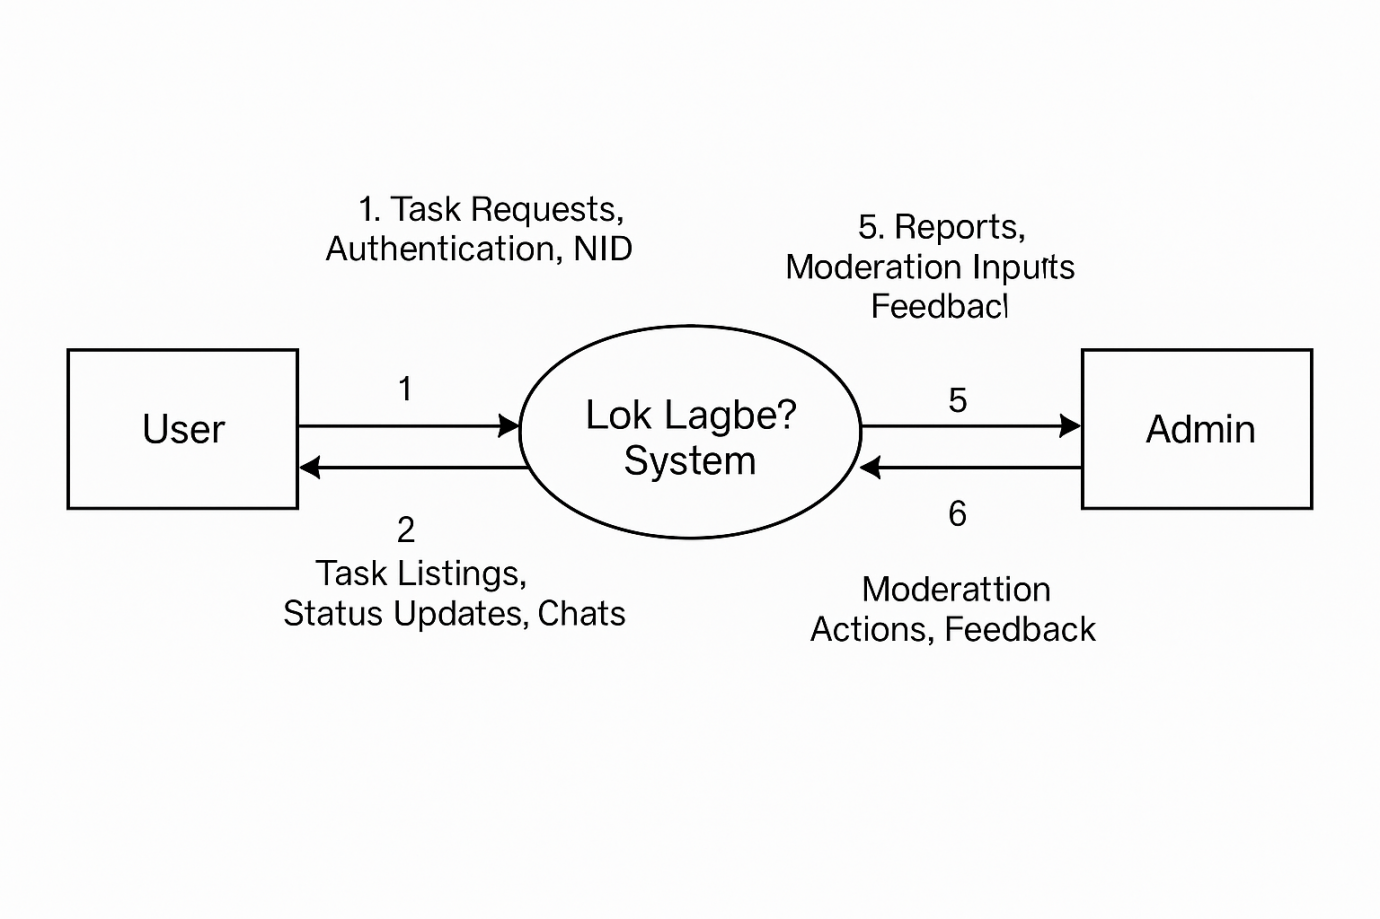 1. Task Requests,
Authentication, NID
5. Reports,
Moderation Inputts
Feedbacl
User
1
Lok Lagbe?
System
5
Admin
2
Task Listings,
Status Updates, Chats
6
Moderattion
Actions, Feedback